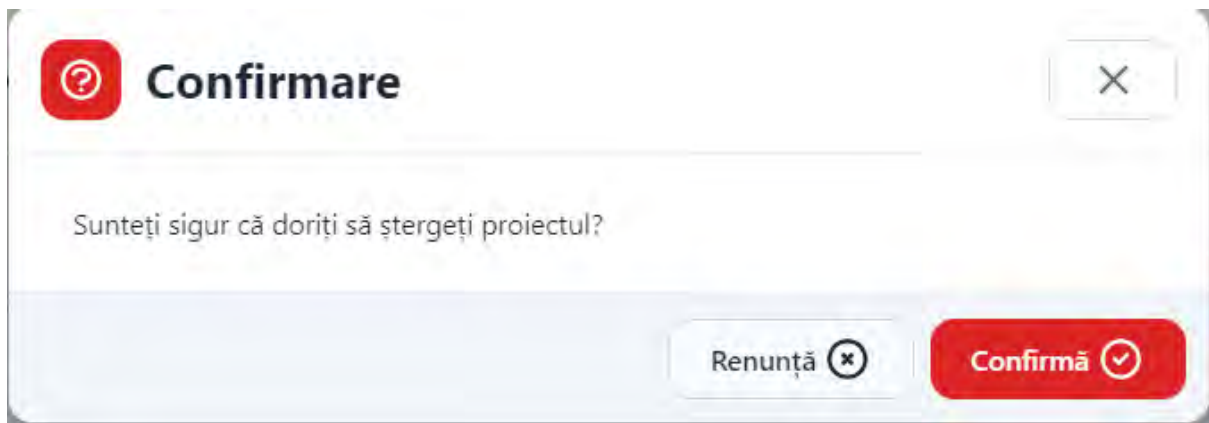 Confirmare
Sunteți sigur că doriți să ștergeți proiectul?
Renunță
Confirmă